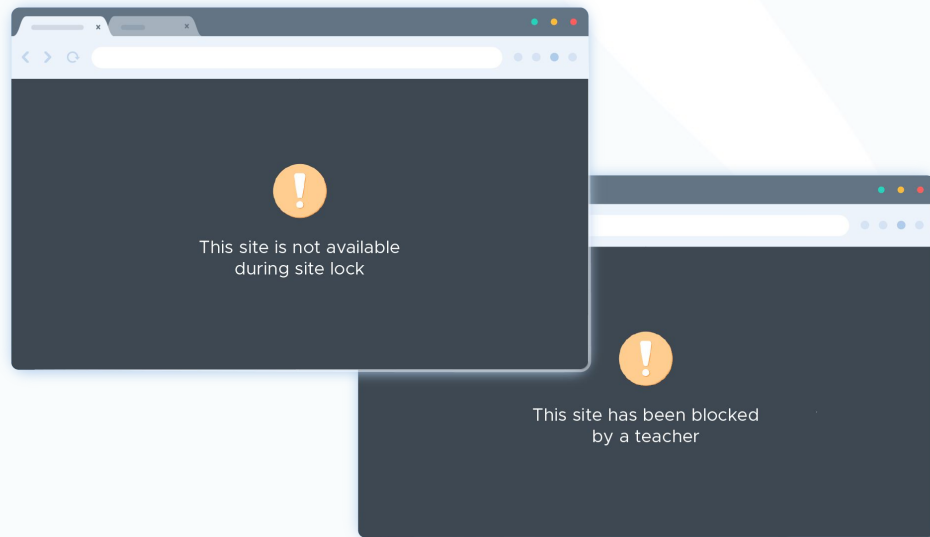 This site is not available
during site lock
This site has been blocked
by a teacher